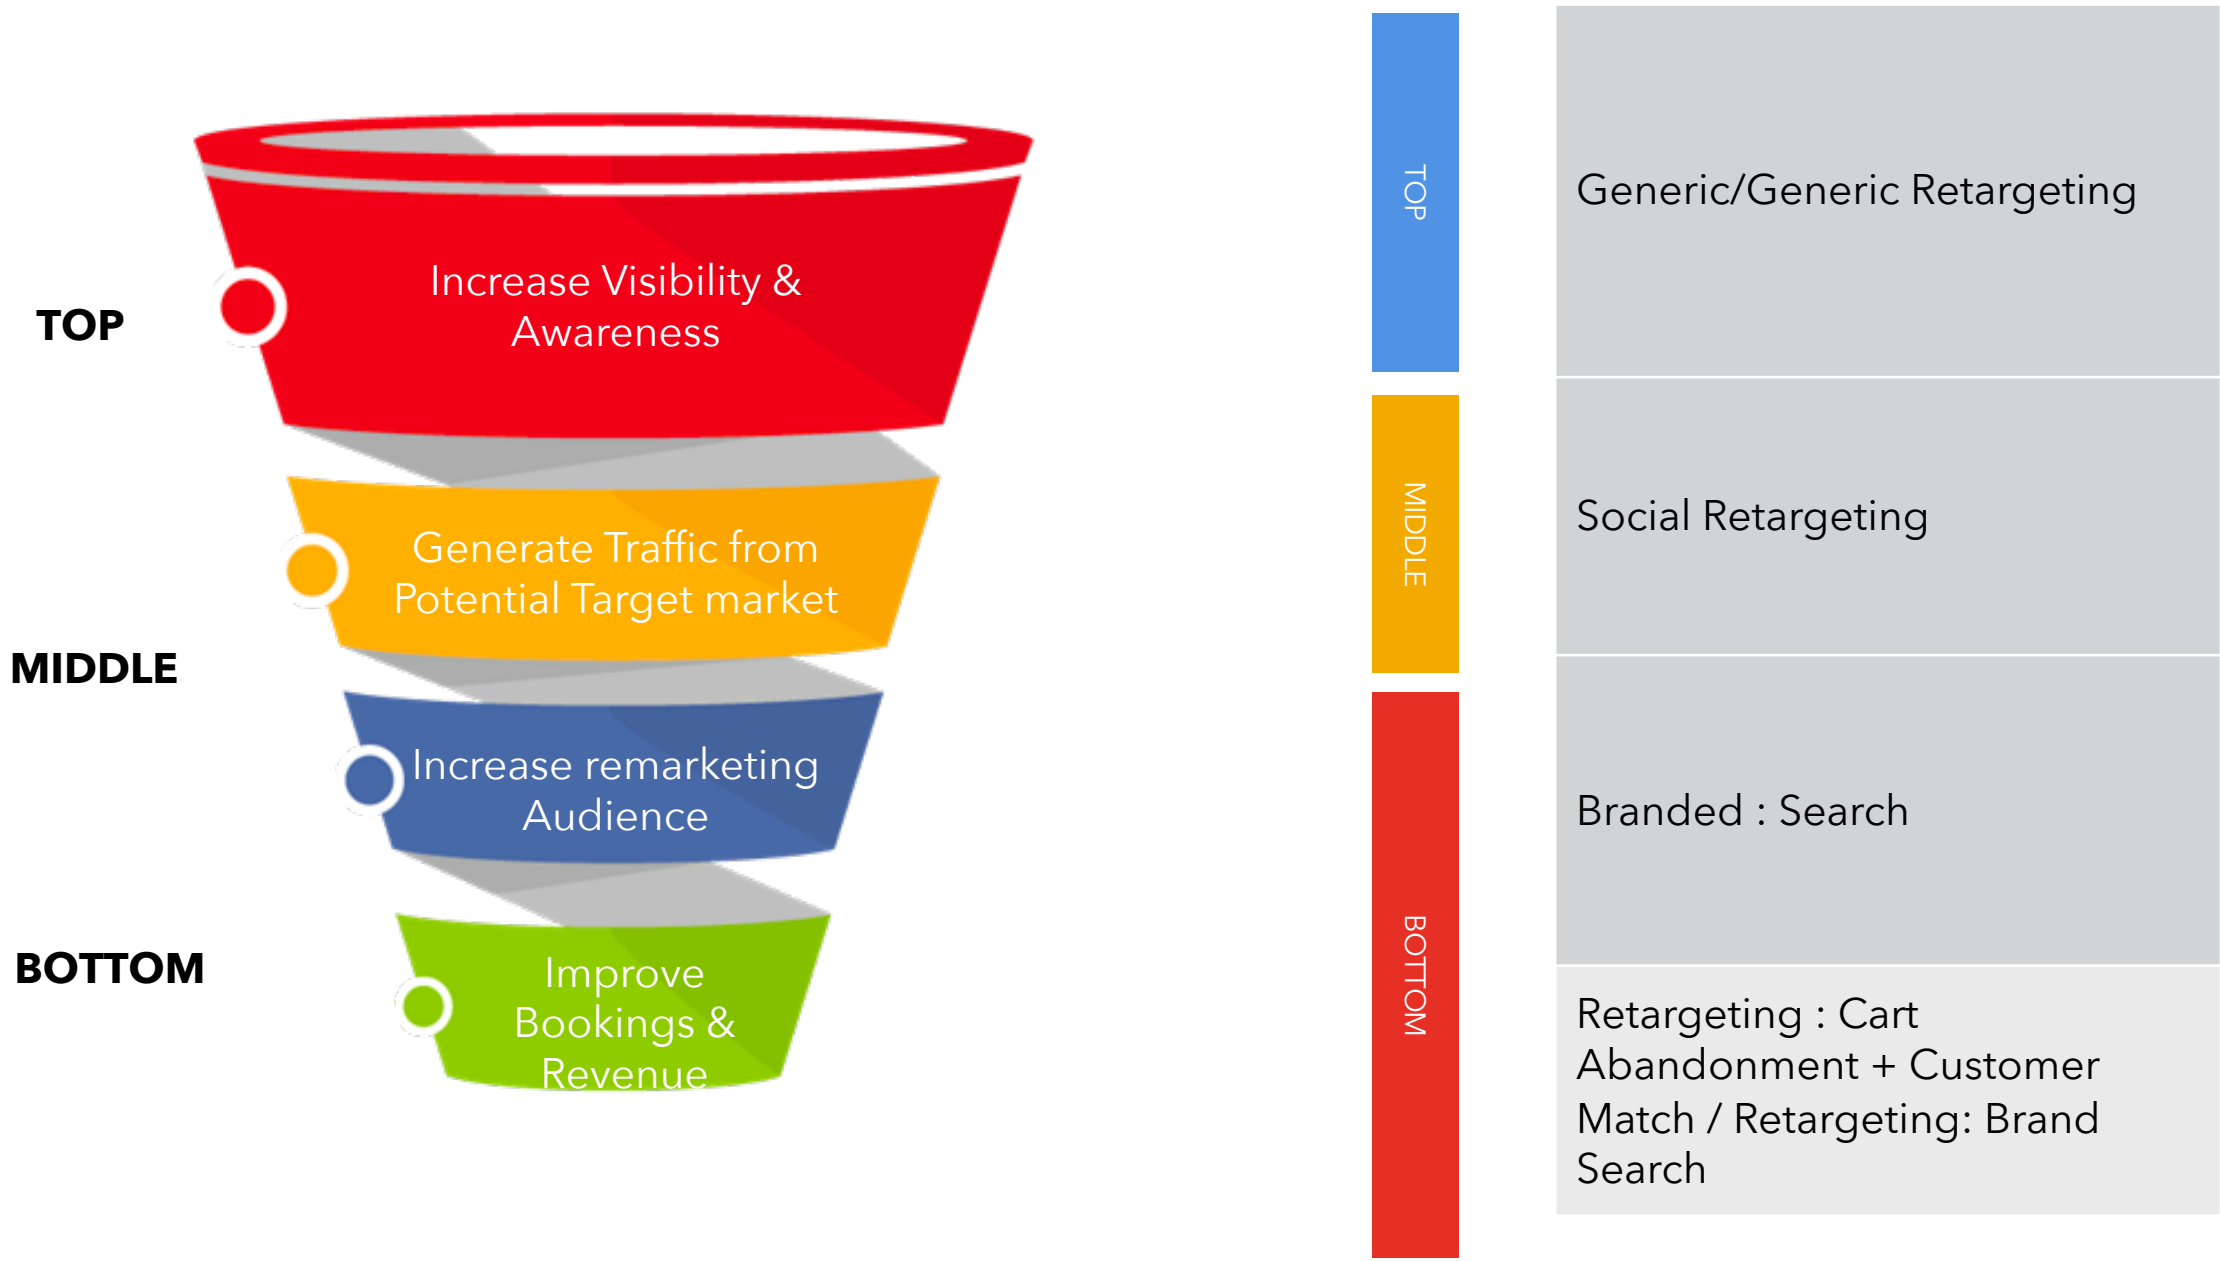 TOP
Increase Visibility &
Awareness
MIDDLE
Generate Traffic from
Potential Target market
Increase remarketing
Audience
BOTTOM
Improve
Bookings &
Revenue
TOP
Generic/Generic Retargeting
MIDDLE
Social Retargeting
BOTTOM
Branded : Search
Retargeting : Cart
Abandonment + Customer
Match / Retargeting: Brand
Search